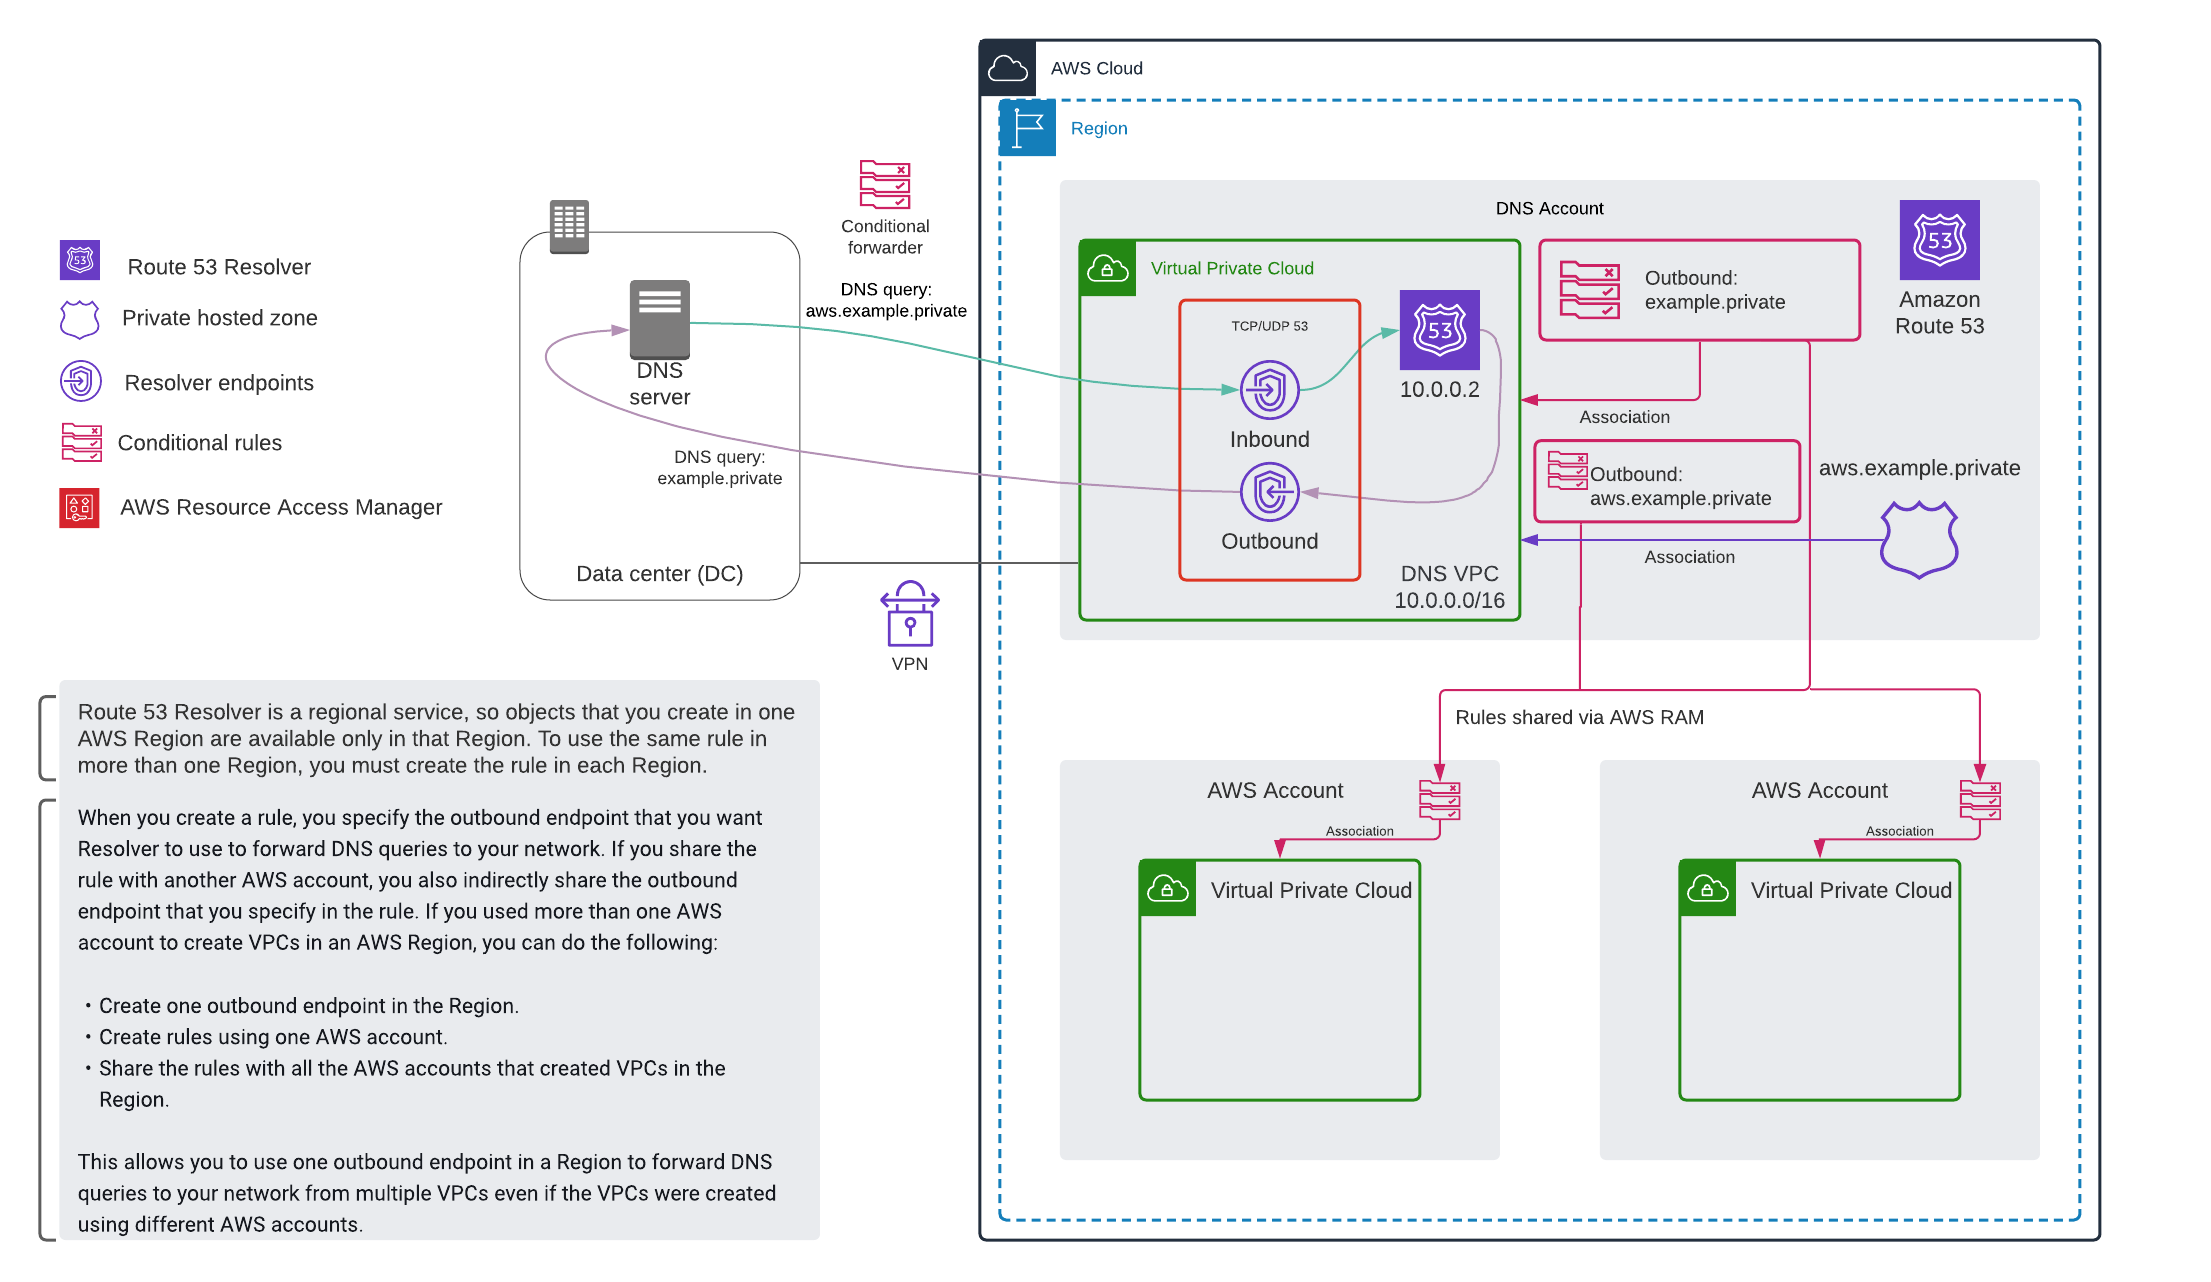 AWS Cloud
Region
DNS Account
Route 53 Resolver
Private hosted zone
Resolver endpoints
Conditional rules
AWS Resource Access Manager
Conditional
forwarder
DNS query:
aws.example.private
DNS
server
DNS query:
example.private
Data center (DC)
VPN
Virtual Private Cloud
TCP/UDP 53
Inbound
Outbound
53
10.0.0.2
DNS VPC
10.0.0.0/16
Outbound:
example.private
Association
53
Amazon
Route 53
Outbound:
aws.example.private
aws.example.private
Association
Rules shared via AWS RAM
AWS Account
Association
Virtual Private Cloud
AWS Account
Association
Virtual Private Cloud
53
Route 53 Resolver is a regional service, so objects that you create in one
AWS Region are available only in that Region. To use the same rule in
more than one Region, you must create the rule in each Region.
When you create a rule, you specify the outbound endpoint that you want
Resolver to use to forward DNS queries to your network. If you share the
rule with another AWS account, you also indirectly share the outbound
endpoint that you specify in the rule. If you used more than one AWS
account to create VPCs in an AWS Region, you can do the following:
• Create one outbound endpoint in the Region.
• Create rules using one AWS account.
• Share the rules with all the AWS accounts that created VPCs in the
Region.
This allows you to use one outbound endpoint in a Region to forward DNS
queries to your network from multiple VPCs even if the VPCs were created
using different AWS accounts.